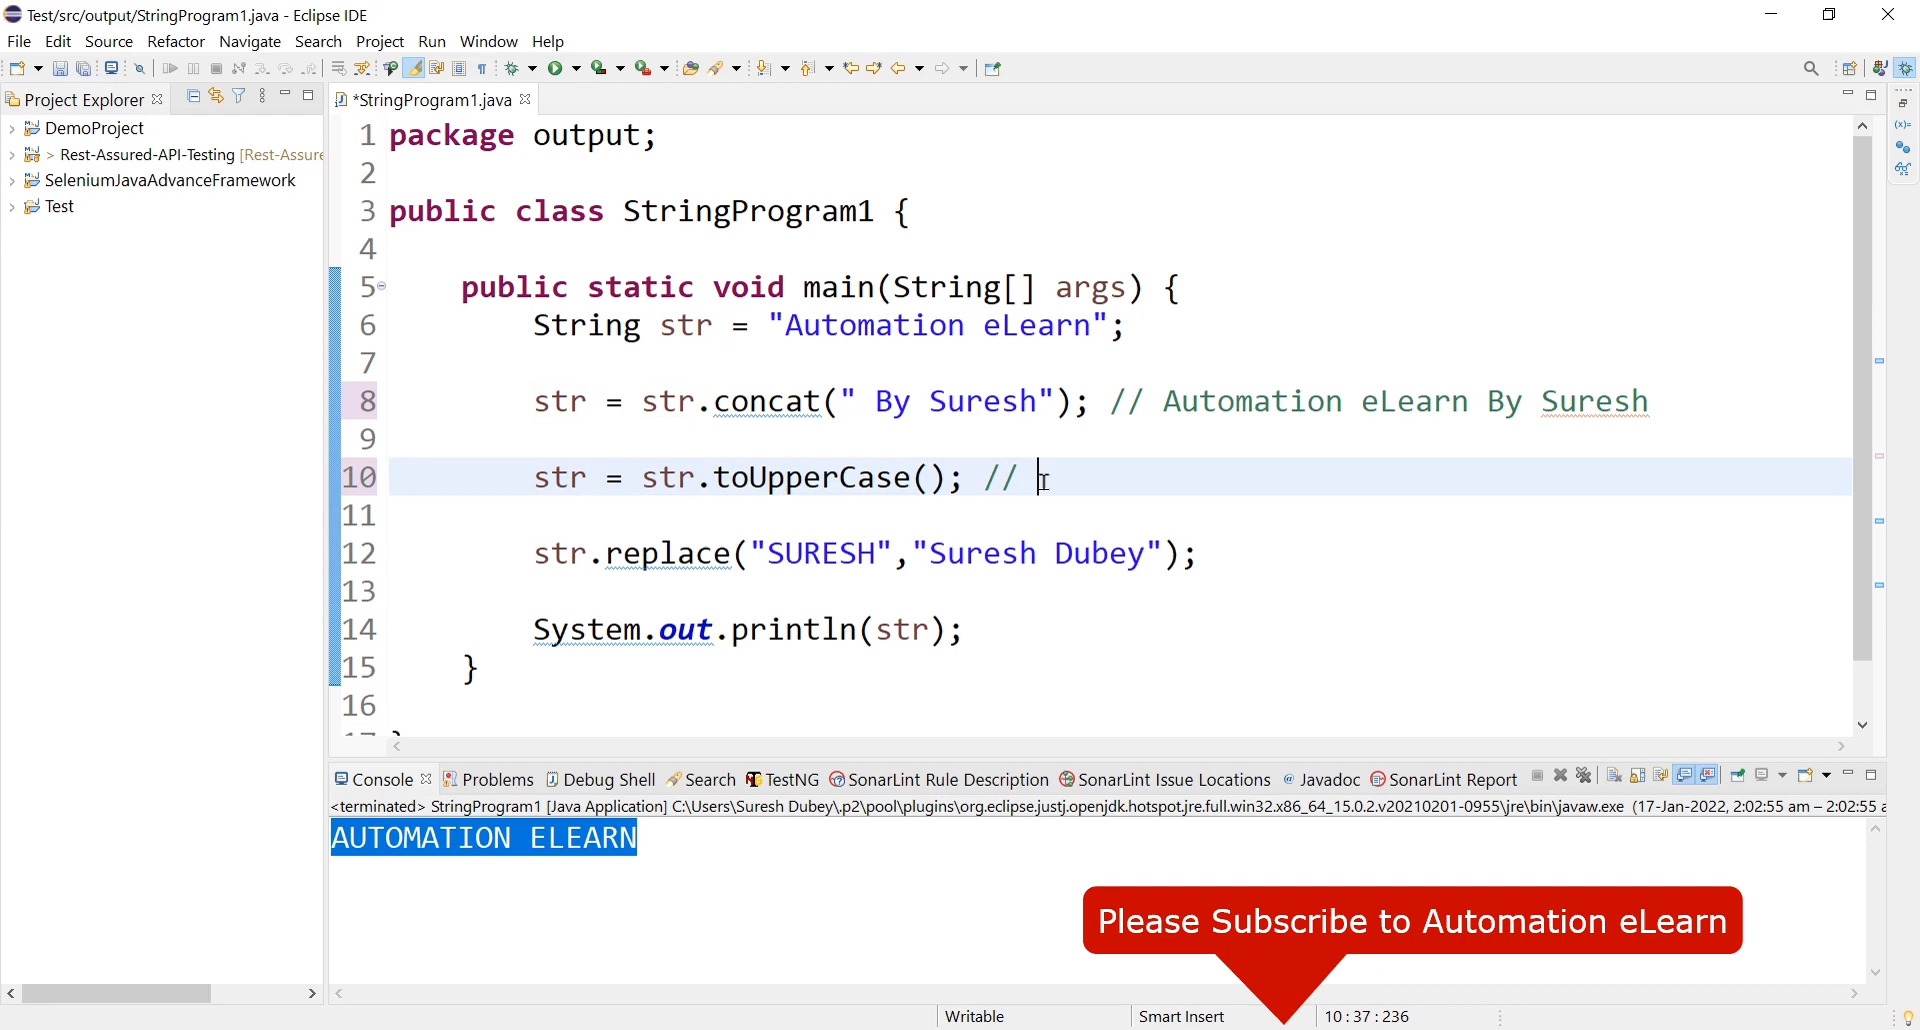 Test/src/output/StringProgram1.java - Eclipse IDE
File Edit Source Refactor Navigate Search Project Run Window Help
Project Explorer
*StringProgram1.java
DemoProject
> Rest-Assured-API-Testing [Rest-Assure
SeleniumJavaAdvanceFramework
Test
1 package output;
2
3 public class StringProgram1 {
4
5 public static void main(String[] args) {
6 String str = "Automation eLearn";
7
8 str = str.concat(" By Suresh"); // Automation eLearn By Suresh
9
10 str = str.toUpperCase(); //
11
12 str.replace("SURESH","Suresh Dubey");
13
14 System.out.println(str);
15 }
16
Console Problems Debug Shell Search TestNG SonarLint Rule Description SonarLint Issue Locations Javadoc SonarLint Report
<terminated> StringProgram1 [Java Application] C:\Users\Suresh Dubey\.p2\pool\plugins\org.eclipse.justj.openjdk.hotspot.jre.full.win32.x86_64_15.0.2.v20210201-0955\jre\bin\javaw.exe (17-Jan-2022, 2:02:55 am – 2:02:55 a
AUTOMATION ELEARN
Please Subscribe to Automation eLearn
Writable Smart Insert 10 : 37 : 236